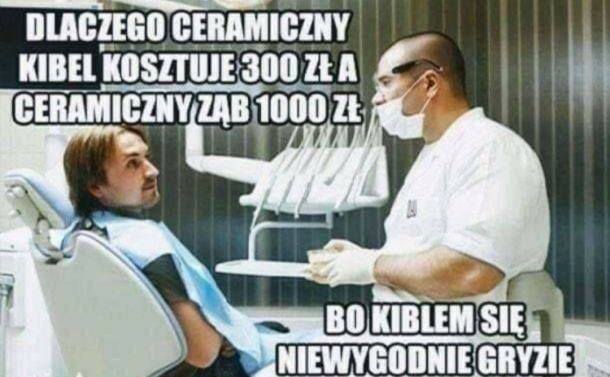 DLACZEGO CERAMICZNY
KIBEL KOSZTUJE 300 ZŁ A
CERAMICZNY ZĄB 1000 ZŁ
BO KIBLEM SIĘ
NIEWYGODNIE GRYZIE